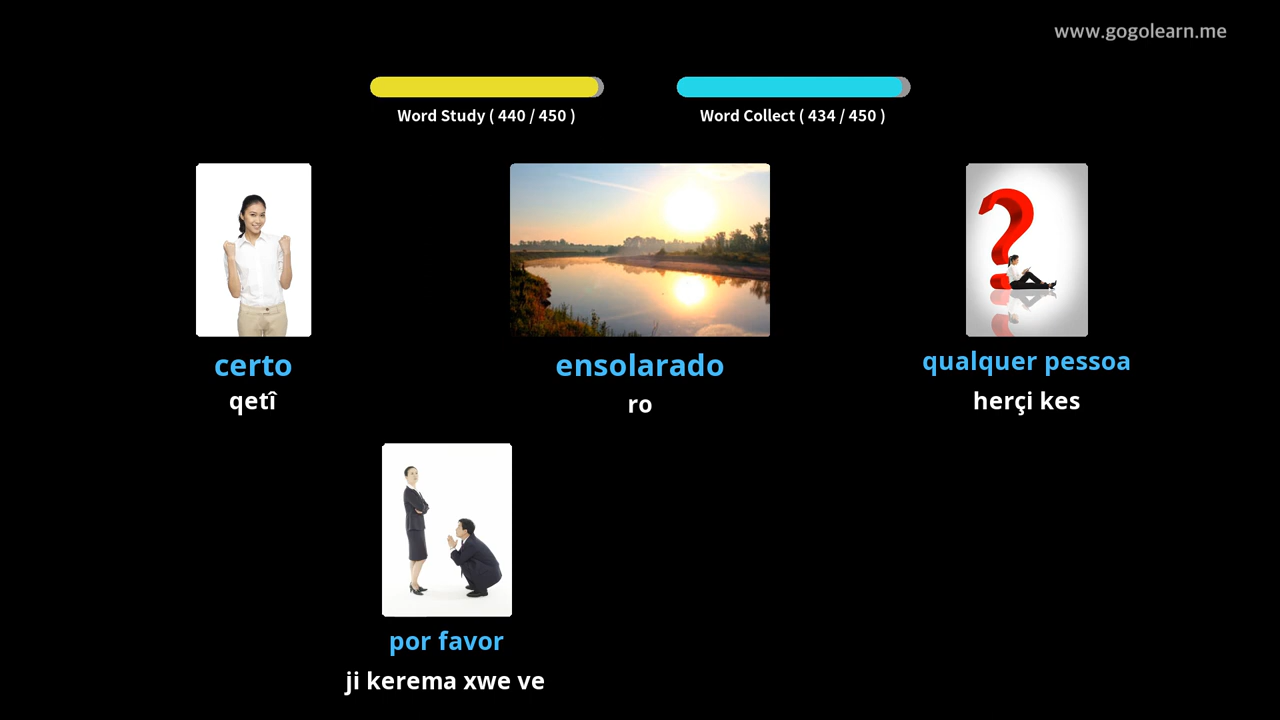 www.gogolearn.me
Word Study ( 440 / 450 )
Word Collect ( 434 / 450 )
certo
qetî
ensolarado
ro
qualquer pessoa
herçi kes
por favor
ji kerema xwe ve